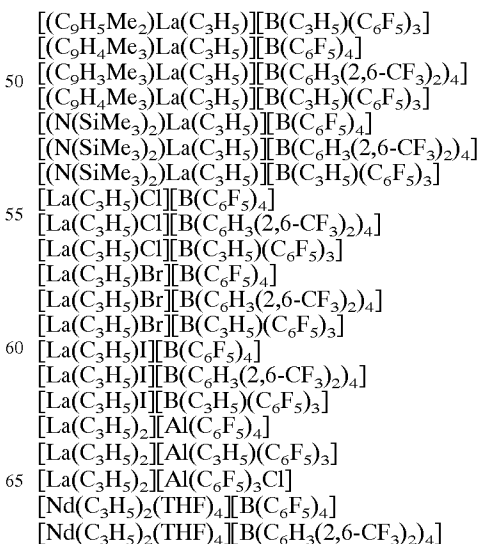 [(C₉H₅Me₂)La(C₃H₅)][B(C₃H₅)(C₆F₅)₃]
[(C₉H₄Me₃)La(C₃H₅)][B(C₆F₅)₄]
50 [(C₉H₃Me₃)La(C₃H₅)][B(C₆H₃(2,6-CF₃)₂)₄]
[(C₉H₄Me₃)La(C₃H₅)][B(C₃H₅)(C₆F₅)₃]
[(N(SiMe₃)₂)La(C₃H₅)][B(C₆F₅)₄]
[(N(SiMe₃)₂)La(C₃H₅)][B(C₆H₃(2,6-CF₃)₂)₄]
[(N(SiMe₃)₂)La(C₃H₅)][B(C₃H₅)(C₆F₅)₃]
[La(C₃H₅)Cl][B(C₆F₅)₄]
55 [La(C₃H₅)Cl][B(C₆H₃(2,6-CF₃)₂)₄]
[La(C₃H₅)Cl][B(C₃H₅)(C₆F₅)₃]
[La(C₃H₅)Br][B(C₆F₅)₄]
[La(C₃H₅)Br][B(C₆H₃(2,6-CF₃)₂)₄]
[La(C₃H₅)Br][B(C₃H₅)(C₆F₅)₃]
60 [La(C₃H₅)I][B(C₆F₅)₄]
[La(C₃H₅)I][B(C₆H₃(2,6-CF₃)₂)₄]
[La(C₃H₅)I][B(C₃H₅)(C₆F₅)₃]
[La(C₃H₅)₂][Al(C₆F₅)₄]
[La(C₃H₅)₂][Al(C₃H₅)(C₆F₅)₃]
65 [La(C₃H₅)₂][Al(C₆F₅)₃Cl]
[Nd(C₃H₅)₂(THF)₄][B(C₆F₅)₄]
[Nd(C₃H₅)₂(THF)₄][B(C₆H₃(2,6-CF₃)₂)₄]